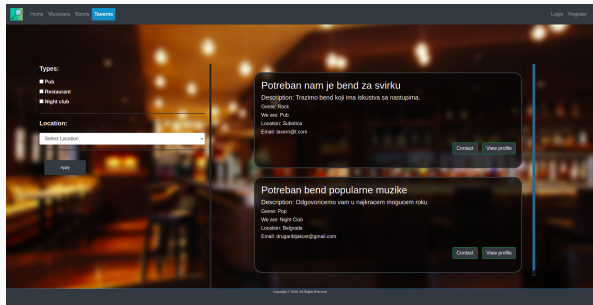 Home Musicians Bands Taverns
Login Register
Types:
Pub
Restaurant
Night club
Location:
Select Location
Apply
Potreban nam je bend za svirku
Description: Trazimo bend koji ima iskustva sa nastupima.
Genre: Rock
We are: Pub
Location: Subotica
Email: tavern@t.com
Contact View profile
Potreban bend popularne muzike
Description: Odgovoricemo vam u najkracem mogucem roku
Genre: Pop
We are: Night Club
Location: Belgrade
Email: drugaribljakost@gmail.com
Contact View profile
Copyright © 2020. All Rights Reserved